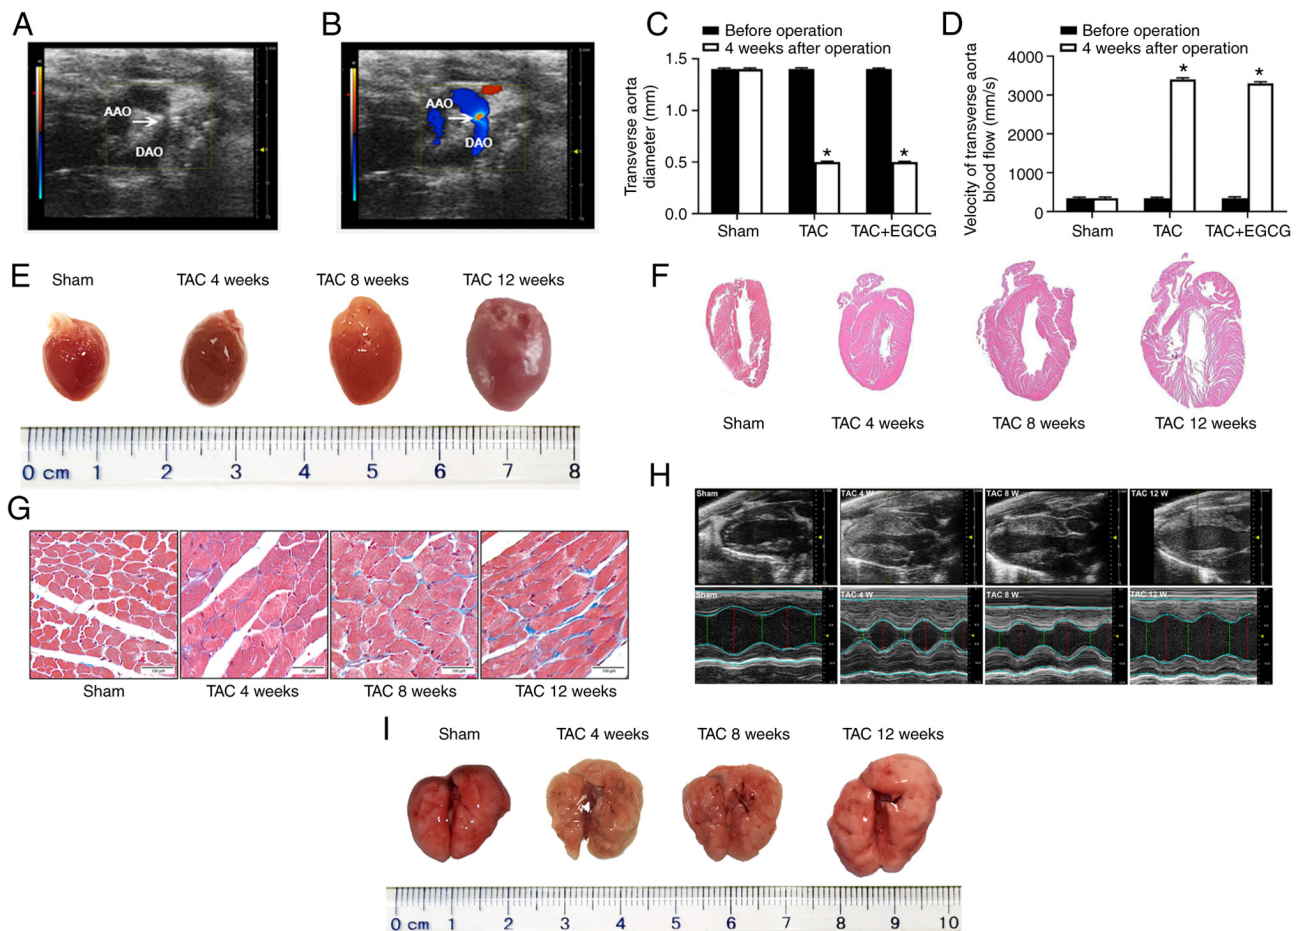 A
AAO
DAO
B
AAO
DAO
C
Before operation
4 weeks after operation
Transverse aorta
diameter (mm)
1.5
1.0
0.5
0.0
*
*
Sham
TAC
TAC+EGCG
D
Before operation
4 weeks after operation
Velocity of transverse aorta
blood flow (mm/s)
4000
3000
2000
1000
0
*
*
Sham
TAC
TAC+EGCG
E
Sham
TAC 4 weeks
TAC 8 weeks
TAC 12 weeks
0 cm 1 2 3 4 5 6 7 8
F
Sham
TAC 4 weeks
TAC 8 weeks
TAC 12 weeks
G
Sham
TAC 4 weeks
TAC 8 weeks
TAC 12 weeks
H
Sham
TAC 4 W
TAC 8 W
TAC 12 W
Sham
TAC 4 W
TAC 8 W
TAC 12 W
I
Sham
TAC 4 weeks
TAC 8 weeks
TAC 12 weeks
0 cm 1 2 3 4 5 6 7 8 9 10